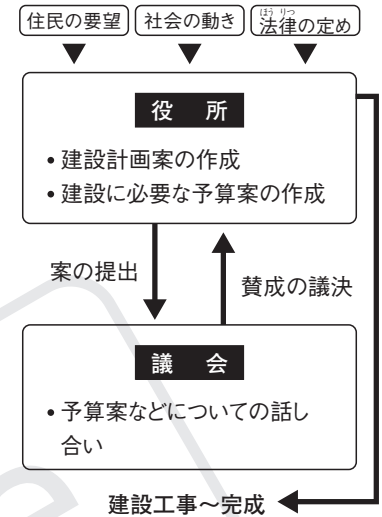 住民の要望
社会の動き
ほうりつ
法律の定め
役 所
•建設計画案の作成
•建設に必要な予算案の作成
案の提出
賛成の議決
議 会
•予算案などについての話し
合い
建設工事~完成